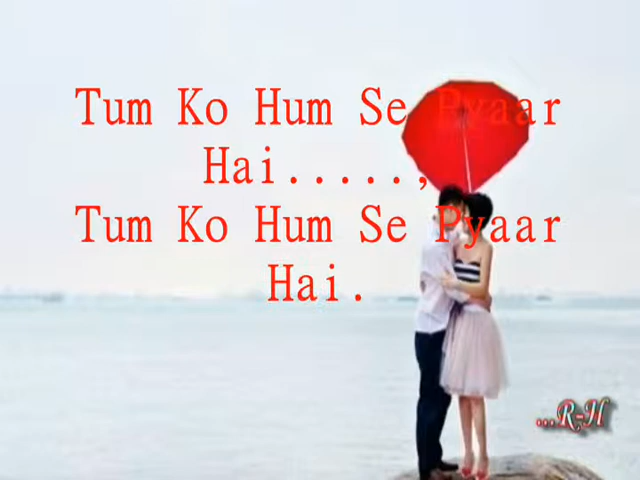 Tum Ko Hum Se Pyaar
Hai.....,
Tum Ko Hum Se Pyaar
Hai.
...R-H